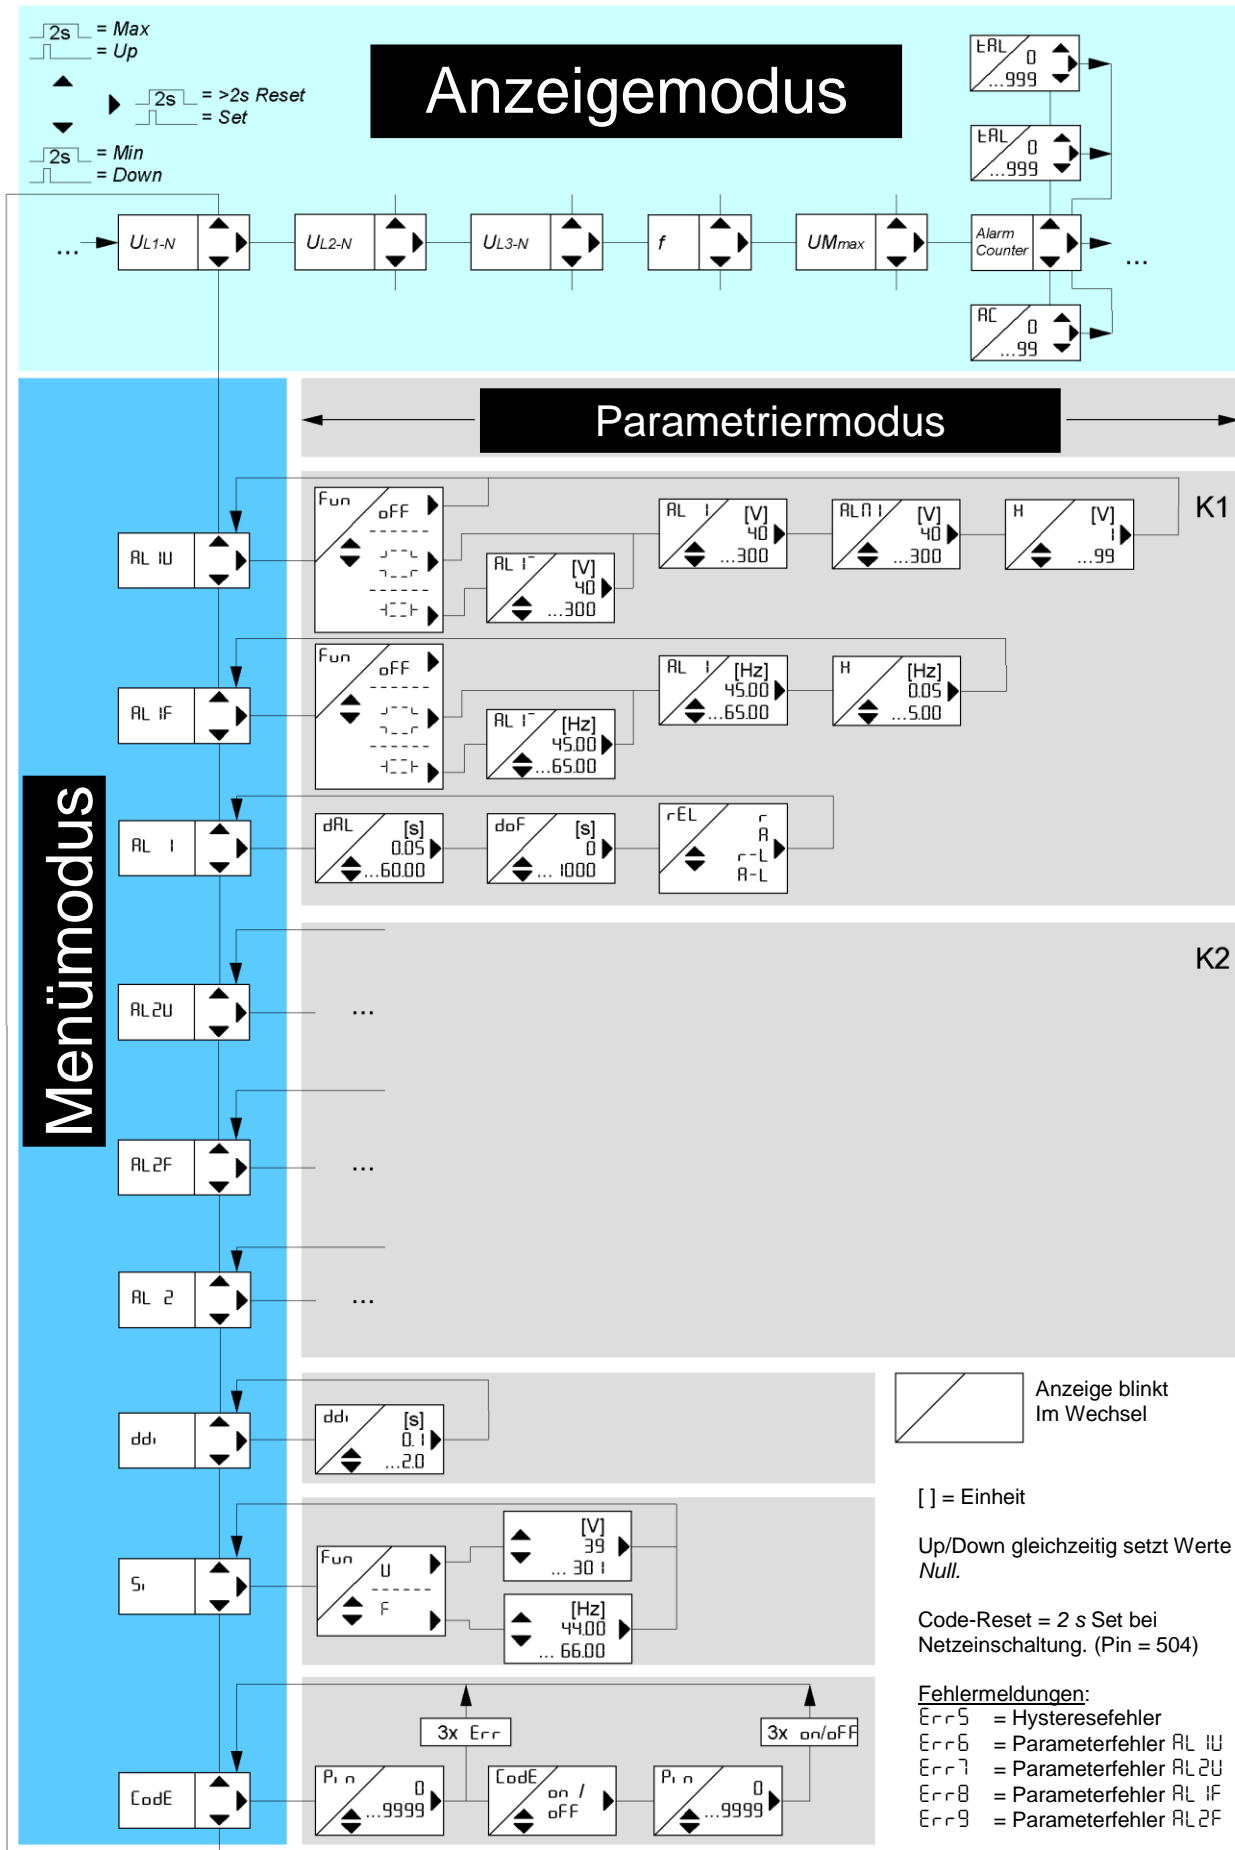 2s = Max
= Up
2s = >2s Reset
= Set
2s = Min
= Down
Anzeigemodus
tAL 0 ...999
tAL 0 ...999
... UL1-N UL2-N UL3-N f UMmax Alarm Counter ...
AC 0 ...99
Parametriermodus
Menümodus
K1
AL 1U
Fun oFF
AL 1¯ [V] 40 ...300
AL 1 [V] 40 ...300
ALM1 [V] 40 ...300
H [V] 1 ...99
AL 1F
Fun oFF
AL 1¯ [Hz] 45.00 ...65.00
AL 1 [Hz] 45.00 ...65.00
H [Hz] 0.05 ...5.00
AL 1
dAL [s] 0.05 ...60.00
doF [s] 0 ... 1000
rEL r A r-L A-L
K2
AL2U ...
AL2F ...
AL 2 ...
ddi
ddi [s] 0.1 ...2.0
Si
Fun U F
[V] 39 ... 301
[Hz] 44.00 ... 66.00
CodE
Pin 0 ...9999
3x Err
CodE on / oFF
Pin 0 ...9999
3x on/oFF
Anzeige blinkt
Im Wechsel
[ ] = Einheit
Up/Down gleichzeitig setzt Werte
Null.
Code-Reset = 2 s Set bei
Netzeinschaltung. (Pin = 504)
Fehlermeldungen:
Err5 = Hysteresefehler
Err6 = Parameterfehler AL 1U
Err7 = Parameterfehler AL2U
Err8 = Parameterfehler AL 1F
Err9 = Parameterfehler AL2F